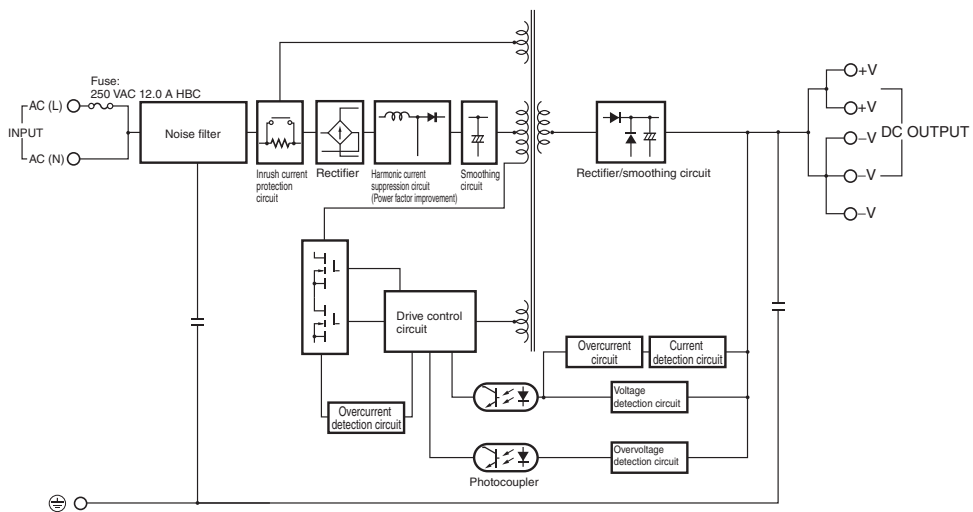 Fuse:
250 VAC 12.0 A HBC
AC (L)
INPUT
AC (N)
Noise filter
Inrush current
protection
circuit
Rectifier
Harmonic current
suppression circuit
(Power factor improvement)
Smoothing
circuit
Rectifier/smoothing circuit
+V
+V
–V
DC OUTPUT
–V
–V
Drive control
circuit
Overcurrent
detection circuit
Overcurrent
circuit
Current
detection circuit
Voltage
detection circuit
Overvoltage
detection circuit
Photocoupler